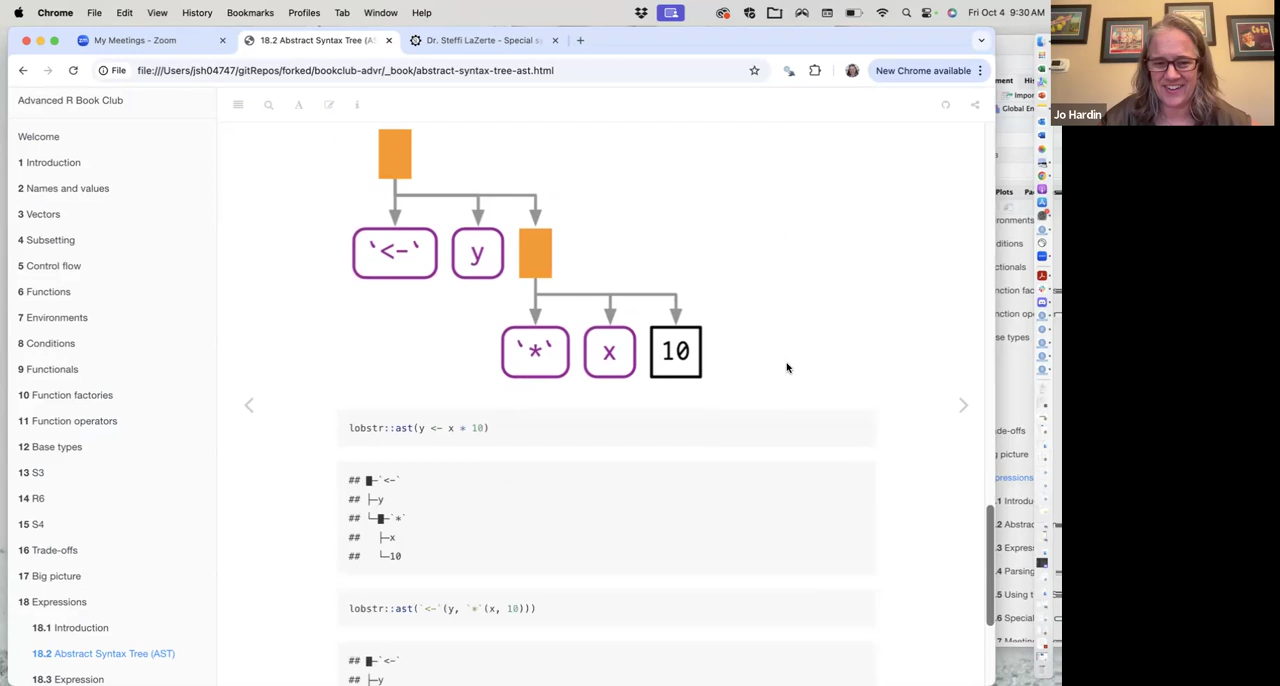 Chrome File Edit View History Bookmarks Profiles Tab Window Help
Fri Oct 4 9:30 AM
My Meetings - Zoom
18.2 Abstract Syntax Tree (AS
Dr. Steffi LaZerte - Special s
File file:///Users/jsh04747/gitRepos/forked/bookclub-advr/_book/abstract-syntax-tree-ast.html
New Chrome available
Jo Hardin
Advanced R Book Club
Welcome
1 Introduction
2 Names and values
3 Vectors
4 Subsetting
5 Control flow
6 Functions
7 Environments
8 Conditions
9 Functionals
10 Function factories
11 Function operators
12 Base types
13 S3
14 R6
15 S4
16 Trade-offs
17 Big picture
18 Expressions
18.1 Introduction
18.2 Abstract Syntax Tree (AST)
18.3 Expression
`<-` y
`*` x 10
lobstr::ast(y <- x * 10)
## █─`<-`
## ├─y
## └─█─`*`
##   ├─x
##   └─10
lobstr::ast(`<-`(y, `*`(x, 10)))
## █─`<-`
## ├─y
Impor
Global En
Plots